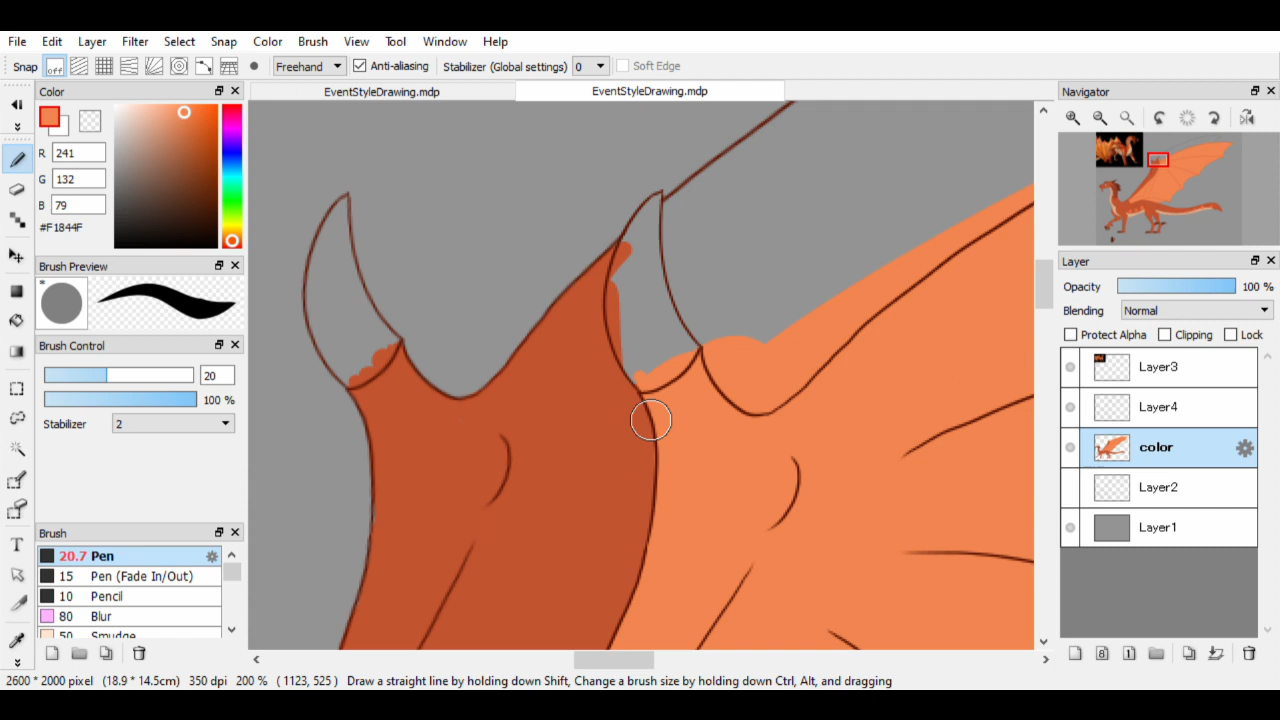 File Edit Layer Filter Select Snap Color Brush View Tool Window Help
Snap off Freehand Anti-aliasing Stabilizer (Global settings) 0 Soft Edge
Color
EventStyleDrawing.mdp EventStyleDrawing.mdp
Navigator
R 241
G 132
B 79
#F1844F
Brush Preview
*
Brush Control
20
100 %
Stabilizer 2
Brush
20.7 Pen
15 Pen (Fade In/Out)
10 Pencil
80 Blur
50 Smudge
T
Layer
Opacity 100 %
Blending Normal
Protect Alpha Clipping Lock
Layer3
Layer4
color
Layer2
Layer1
8 1
2600 * 2000 pixel (18.9 * 14.5cm) 350 dpi 200 % ( 1123, 525 ) Draw a straight line by holding down Shift, Change a brush size by holding down Ctrl, Alt, and dragging